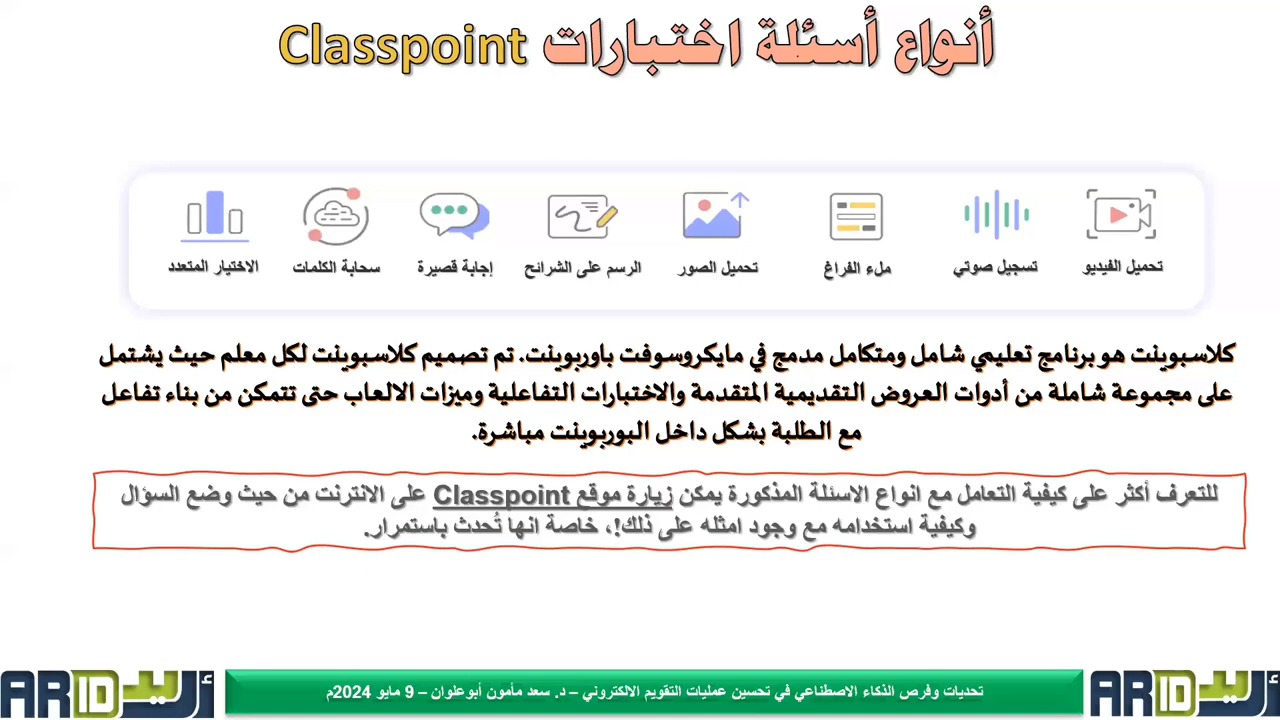 أنواع أسئلة اختبارات Classpoint
تحميل الفيديو
تسجيل صوتي
ملء الفراغ
تحميل الصور
الرسم على الشرائح
إجابة قصيرة
سحابة الكلمات
الاختيار المتعدد
كلاسبوينت هو برنامج تعليمي شامل ومتكامل مدمج في مايكروسوفت باوربوينت. تم تصميم كلاسبوينت لكل معلم حيث يشتمل
على مجموعة شاملة من أدوات العروض التقديمية المتقدمة والاختبارات التفاعلية وميزات الالعاب حتى تتمكن من بناء تفاعل
مع الطلبة بشكل داخل البوربوينت مباشرة.
للتعرف أكثر على كيفية التعامل مع انواع الاسئلة المذكورة يمكن زيارة موقع Classpoint على الانترنت من حيث وضع السؤال
وكيفية استخدامه مع وجود امثله على ذلك!، خاصة انها تُحدث باستمرار.
أريد ARID
تحديات وفرص الذكاء الاصطناعي في تحسين عمليات التقويم الالكتروني – د. سعد مأمون أبوعلوان – 9 مايو 2024م
أريد ARID